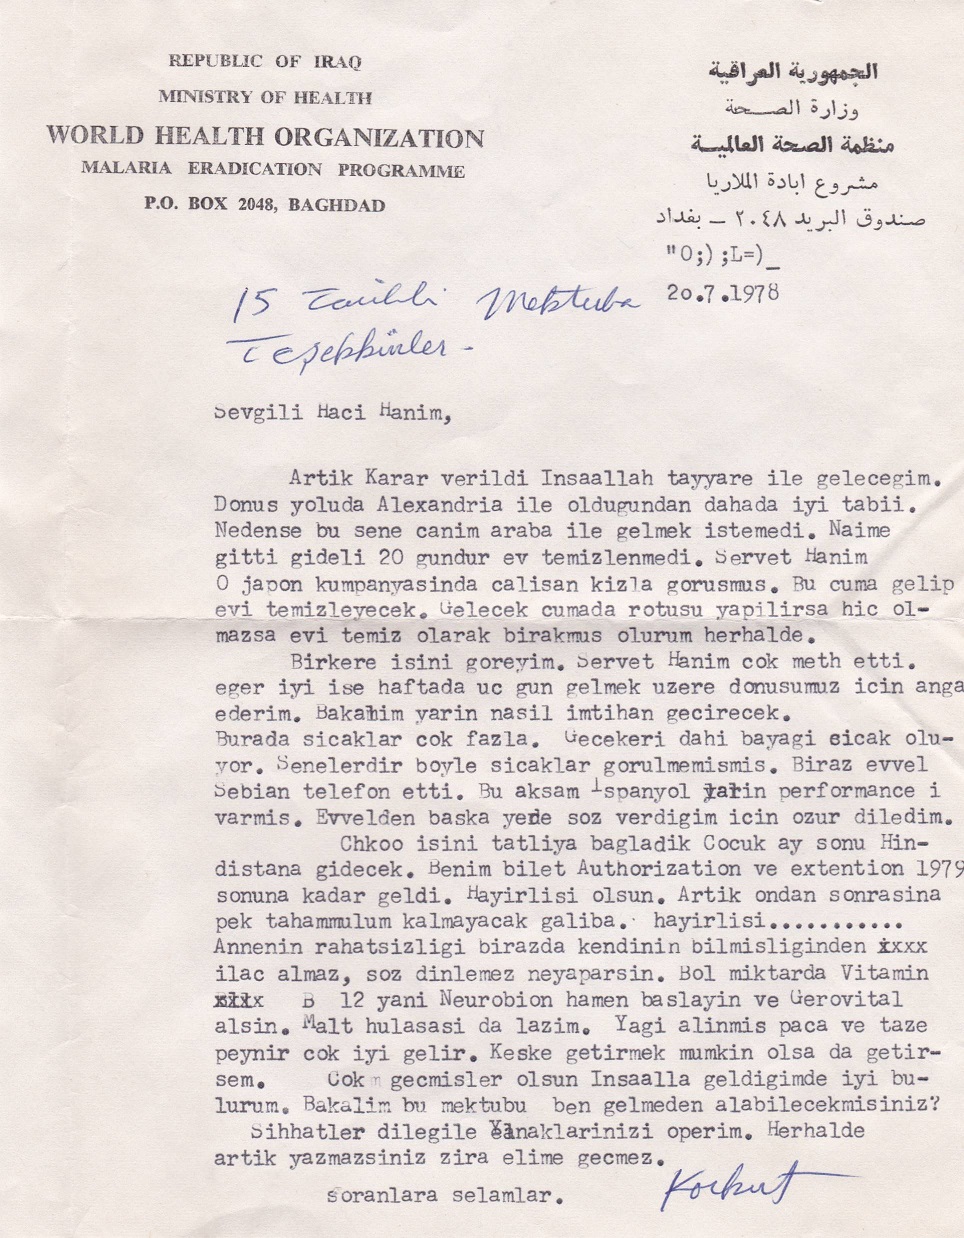 REPUBLIC OF IRAQ
MINISTRY OF HEALTH
WORLD HEALTH ORGANIZATION
MALARIA ERADICATION PROGRAMME
P.O. BOX 2048, BAGHDAD
الجمهورية العراقية
وزارة الصحة
منظمة الصحة العالمية
مشروع ابادة الملاريا
صندوق البريد ٢٠٤٨ — بغداد
"O;) ;L=)_
20.7.1978
15 Tarihli Mektuba
Teşekkürler -
Sevgili Haci Hanim,
Artik Karar verildi Insaallah tayyare ile gelecegim.
Donus yoluda Alexandria ile oldugundan dahada iyi tabii.
Nedense bu sene canim araba ile gelmek istemedi. Naime
gitti gideli 20 gundur ev temizlenmedi. Servet Hanim
O japon kumpanyasinda calisan kizla gorusmus. Bu cuma gelip
evi temizleyecek. Gelecek cumada rotusu yapilirsa hic ol-
mazsa evi temiz olarak birakmus olurum herhalde.
Birkere isini goreyim. Servet Hanim cok meth etti.
eger iyi ise haftada uc gun gelmek uzere donusumuz icin anga
ederim. Bakalim yarin nasil imtihan gecirecek.
Burada sicaklar cok fazla. Gecekeri dahi bayagi sicak olu-
yor. Senelerdir boyle sicaklar gorulmemismis. Biraz evvel
Sebian telefon etti. Bu aksam Ispanyol larin performance i
varmis. Evvelden baska yerde soz verdigim icin ozur diledim.
Chkoo isini tatliya bagladik Cocuk ay sonu Hin-
distana gidecek. Benim bilet Authorization ve extention 1979
sonuna kadar geldi. Hayirlisi olsun. Artik ondan sonrasina
pek tahammulum kalmayacak galiba. hayirlisi...........
Annenin rahatsizligi birazda kendinin bilmisliginden xxxx
ilac almaz, soz dinlemez neyaparsin. Bol miktarda Vitamin
B 12 yani Neurobion hamen baslayin ve Gerovital
alsin. Malt hulasasi da lazim. Yagi alinmis paca ve taze
peynir cok iyi gelir. Keske getirmek mumkin olsa da getir-
sem. Cok gecmisler olsun Insaalla geldigimde iyi bu-
lurum. Bakalim bu mektubu ben gelmeden alabilecekmisiniz?
Sihhatler dilegile Yanaklarinizi operim. Herhalde
artik yazmazsiniz zira elime gecmez.
Soranlara selamlar.
Korkut